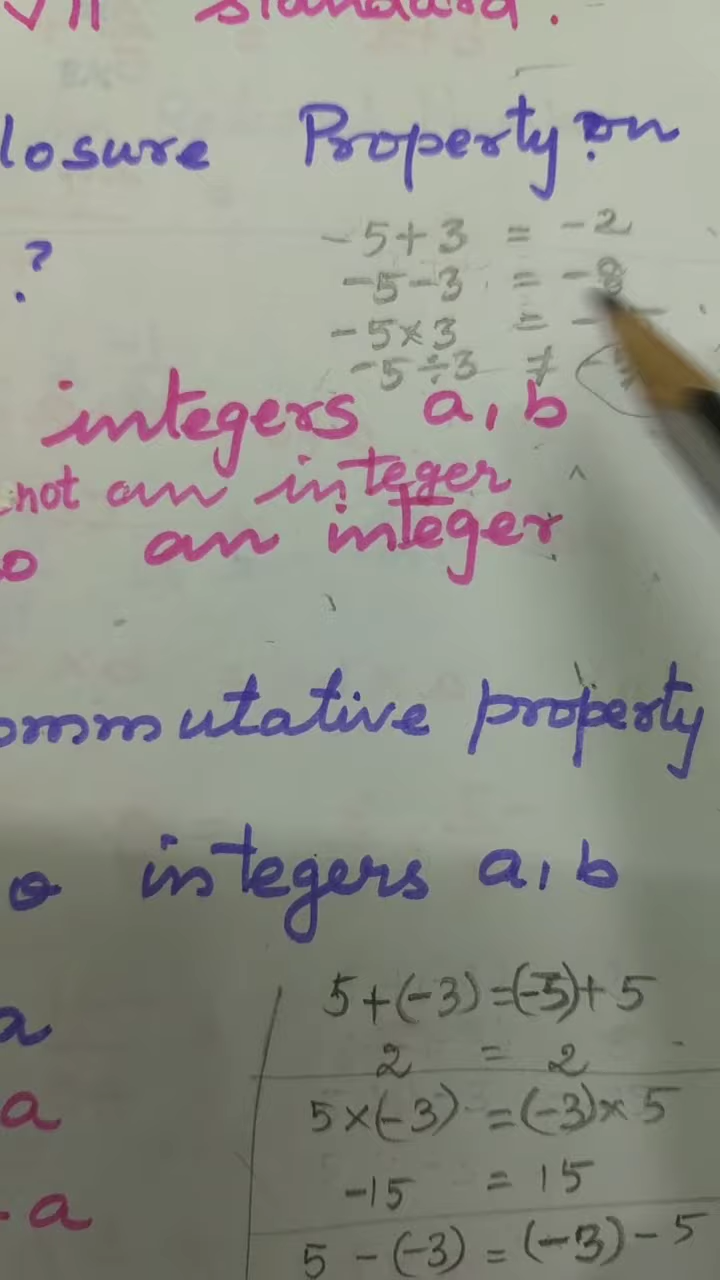 VII standard.
losure Property on
?
-5+3 = -2
-5-3 = -8
-5×3 = -
-5÷3 ≠
integers a, b
not an integer
o an integer
ommutative property
o integers a, b
a
a
- a
5+(-3)=(-3)+5
2 = 2
5×(-3) =(-3)×5
-15 = 15
5 -(-3) = (-3) - 5